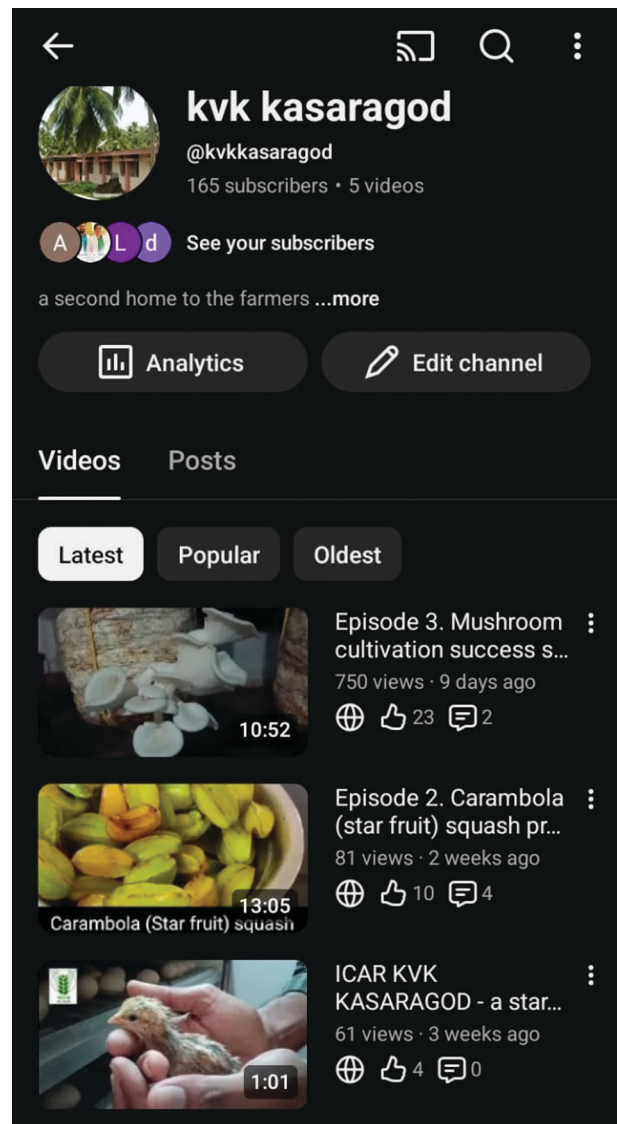 kvk kasaragod
@kvkkasaragod
165 subscribers • 5 videos
A L d See your subscribers
a second home to the farmers ...more
Analytics
Edit channel
Videos Posts
Latest Popular Oldest
Episode 3. Mushroom
cultivation success s...
750 views · 9 days ago
23 2
10:52
Episode 2. Carambola
(star fruit) squash pr...
81 views · 2 weeks ago
10 4
13:05
Carambola (Star fruit) squash
ICAR KVK
KASARAGOD - a star...
61 views · 3 weeks ago
4 0
1:01